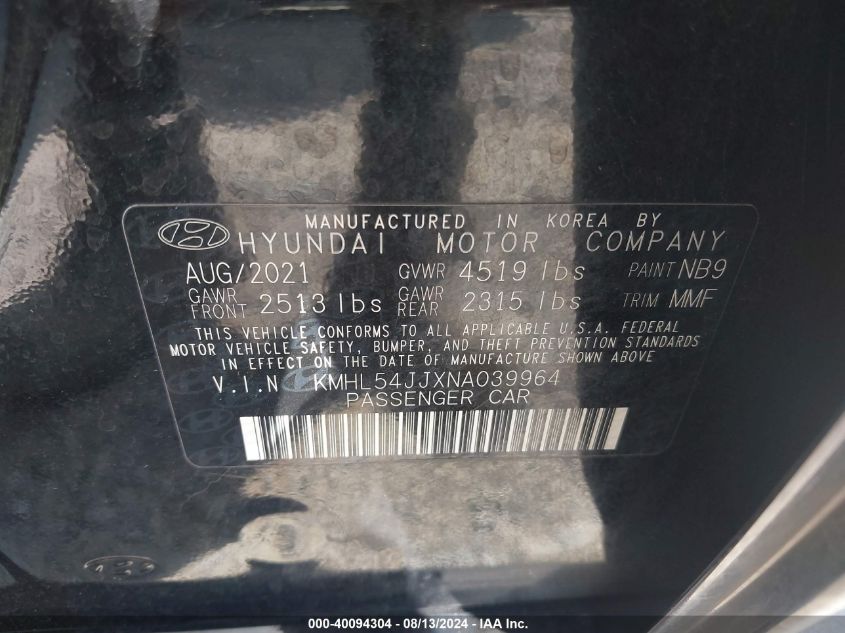 MANUFACTURED IN KOREA BY
HYUNDAI MOTOR COMPANY
AUG/2021 GVWR 4519 lbs PAINT NB9
GAWR FRONT 2513 lbs GAWR REAR 2315 lbs TRIM MMF
THIS VEHICLE CONFORMS TO ALL APPLICABLE U.S.A. FEDERAL
MOTOR VEHICLE SAFETY, BUMPER, AND THEFT PREVENTION STANDARDS
IN EFFECT ON THE DATE OF MANUFACTURE SHOWN ABOVE
V.I.N KMHL54JJXNA039964
PASSENGER CAR
000-40094304 - 08/13/2024 - IAA Inc.